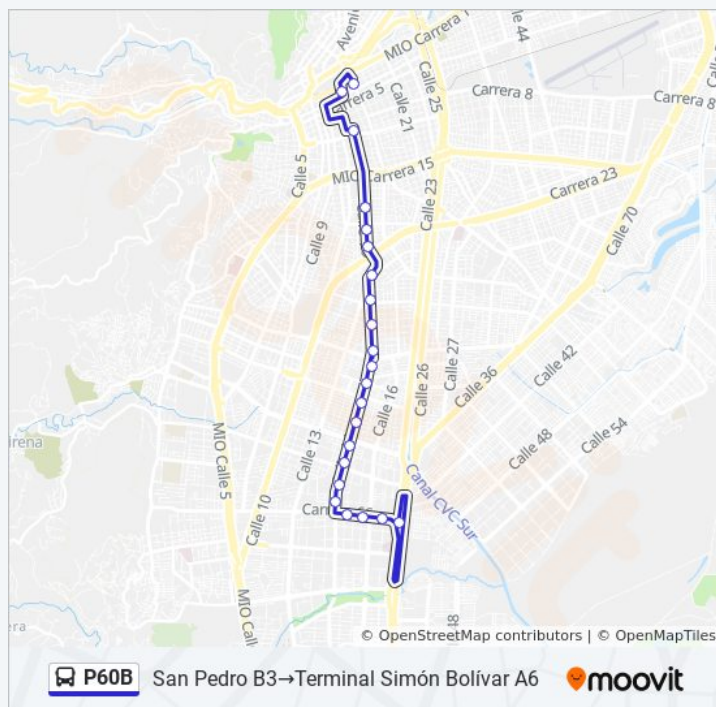 Calle 44
Avenida
MIO Carrera 1
Calle 25
Carrera 8
Carrera 8
Carrera 5
Calle 21
Calle 5
MIO Carrera 15
Calle 23
Carrera 23
Calle 70
Calle 9
Calle 27
Calle 42
Calle 26
Calle 36
Calle 16
Calle 48
Calle 54
Calle 13
MIO Calle 5
Canal CVC-Sur
Calle 10
MIO Cal
48
© OpenStreetMap contributors | © OpenMapTiles
P60B San Pedro B3→Terminal Simón Bolívar A6 moovit